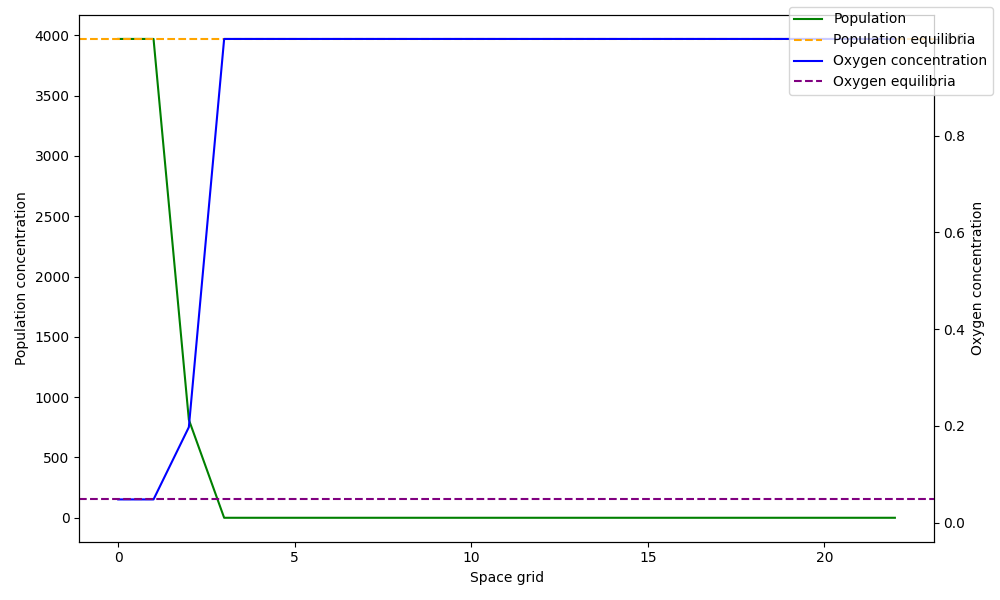 Population
Population equilibria
Oxygen concentration
Oxygen equilibria
4000
3500
3000
2500
2000
1500
1000
500
0
Population concentration
0.8
0.6
0.4
0.2
0.0
Oxygen concentration
0
5
10
15
20
Space grid